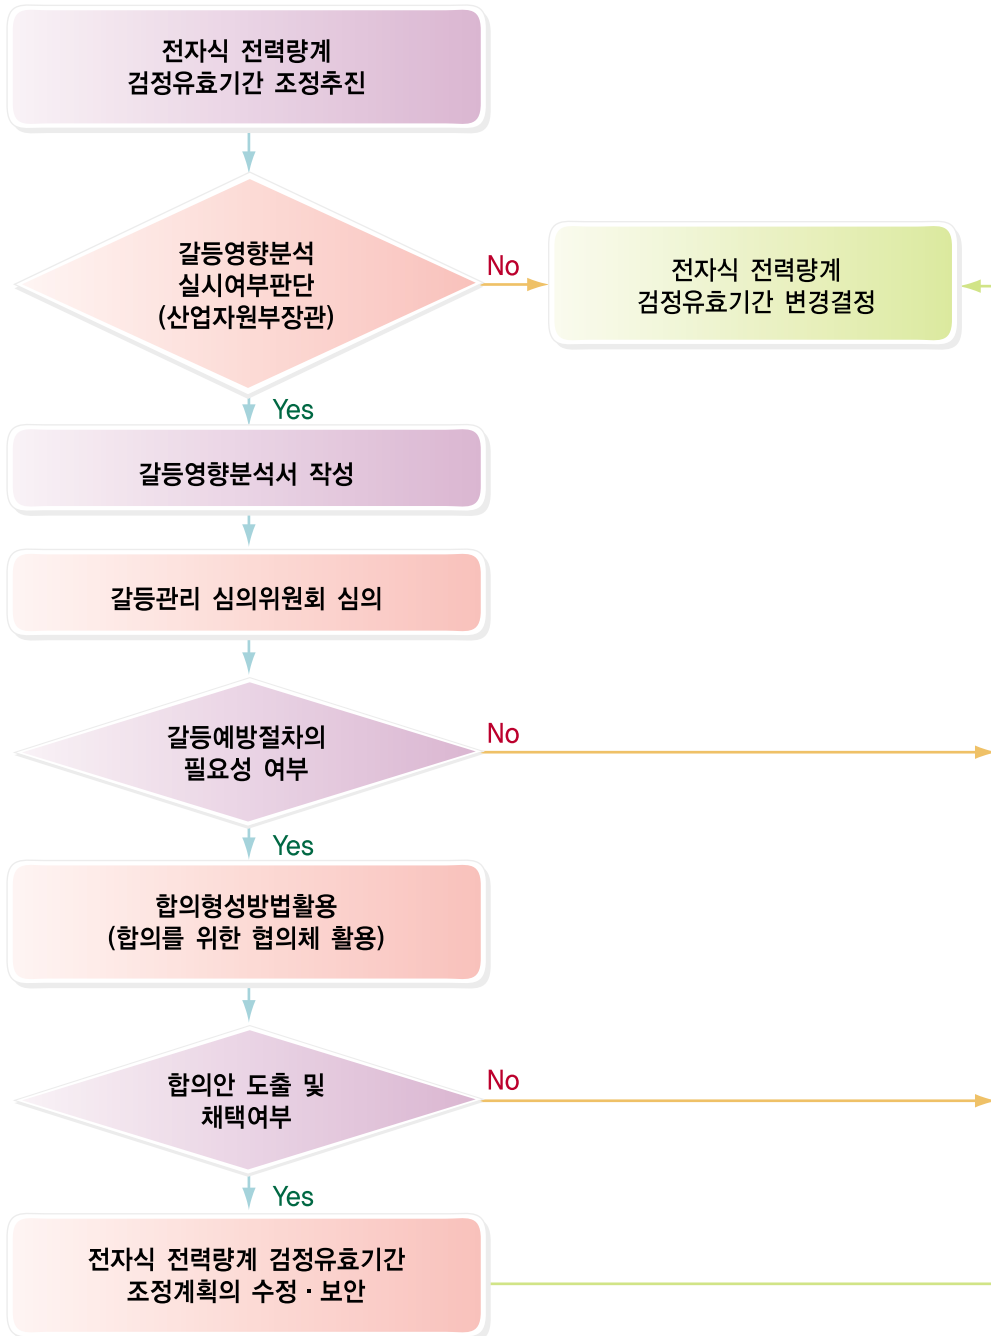 전자식 전력량계
검정유효기간 조정추진
갈등영향분석
실시여부판단
(산업자원부장관)
No
전자식 전력량계
검정유효기간 변경결정
Yes
갈등영향분석서 작성
갈등관리 심의위원회 심의
갈등예방절차의
필요성 여부
No
Yes
합의형성방법활용
(합의를 위한 협의체 활용)
합의안 도출 및
채택여부
No
Yes
전자식 전력량계 검정유효기간
조정계획의 수정·보안